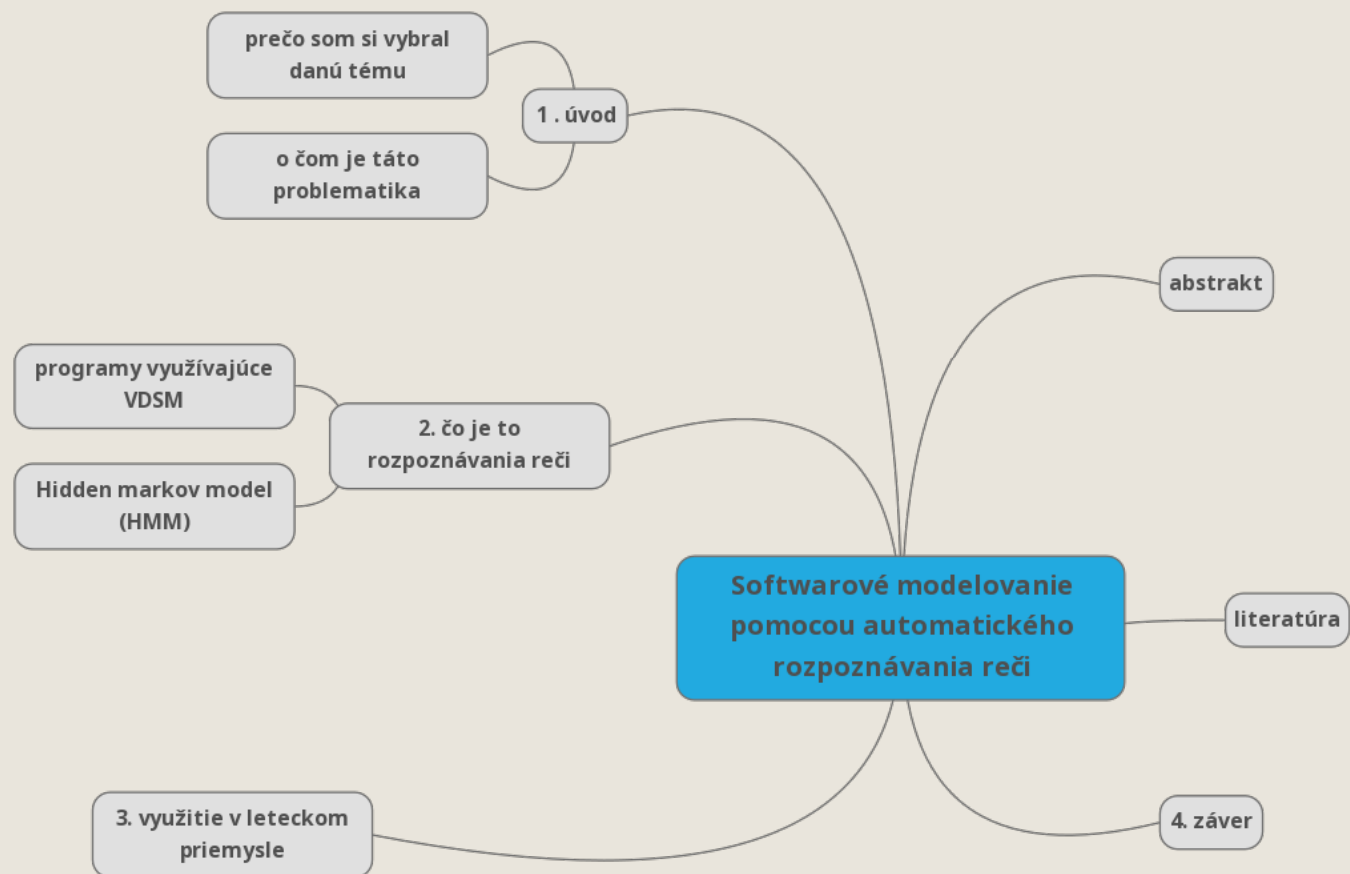 prečo som si vybral
danú tému
1 . úvod
o čom je táto
problematika
abstrakt
programy využívajúce
VDSM
2. čo je to
rozpoznávania reči
Hidden markov model
(HMM)
Softwarové modelovanie
pomocou automatického
rozpoznávania reči
literatúra
3. využitie v leteckom
priemysle
4. záver